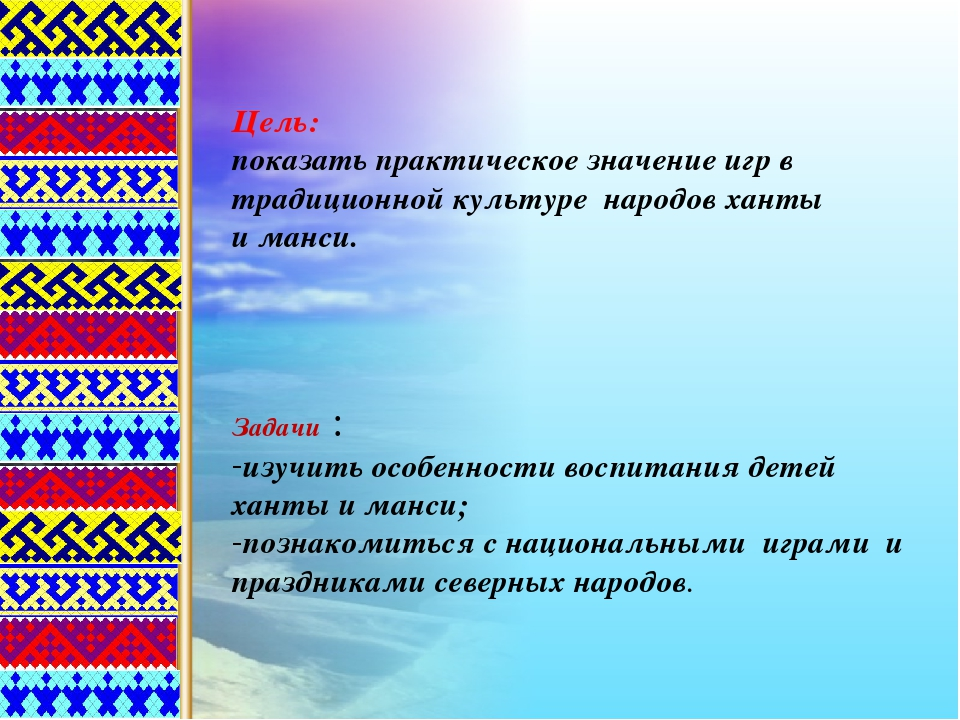 Цель:
показать практическое значение игр в
традиционной культуре  народов ханты
и манси.
Задачи :
-изучить особенности воспитания детей
ханты и манси;
-познакомиться с национальными  играми  и
праздниками северных народов.